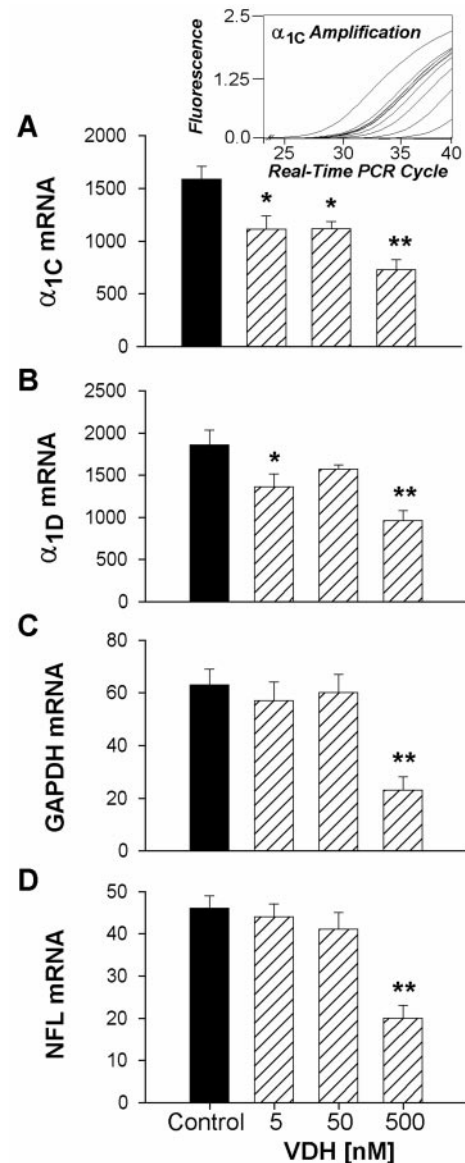 2.5
α1C Amplification
Fluorescence
1.25
0.0
25 30 35 40
Real-Time PCR Cycle
A
2000
1500
1000
500
0
α1C mRNA
* * **
B
2500
2000
1500
1000
500
0
α1D mRNA
* **
C
80
60
40
20
0
GAPDH mRNA
**
D
50
40
30
20
10
0
NFL mRNA
**
Control 5 50 500
VDH [nM]